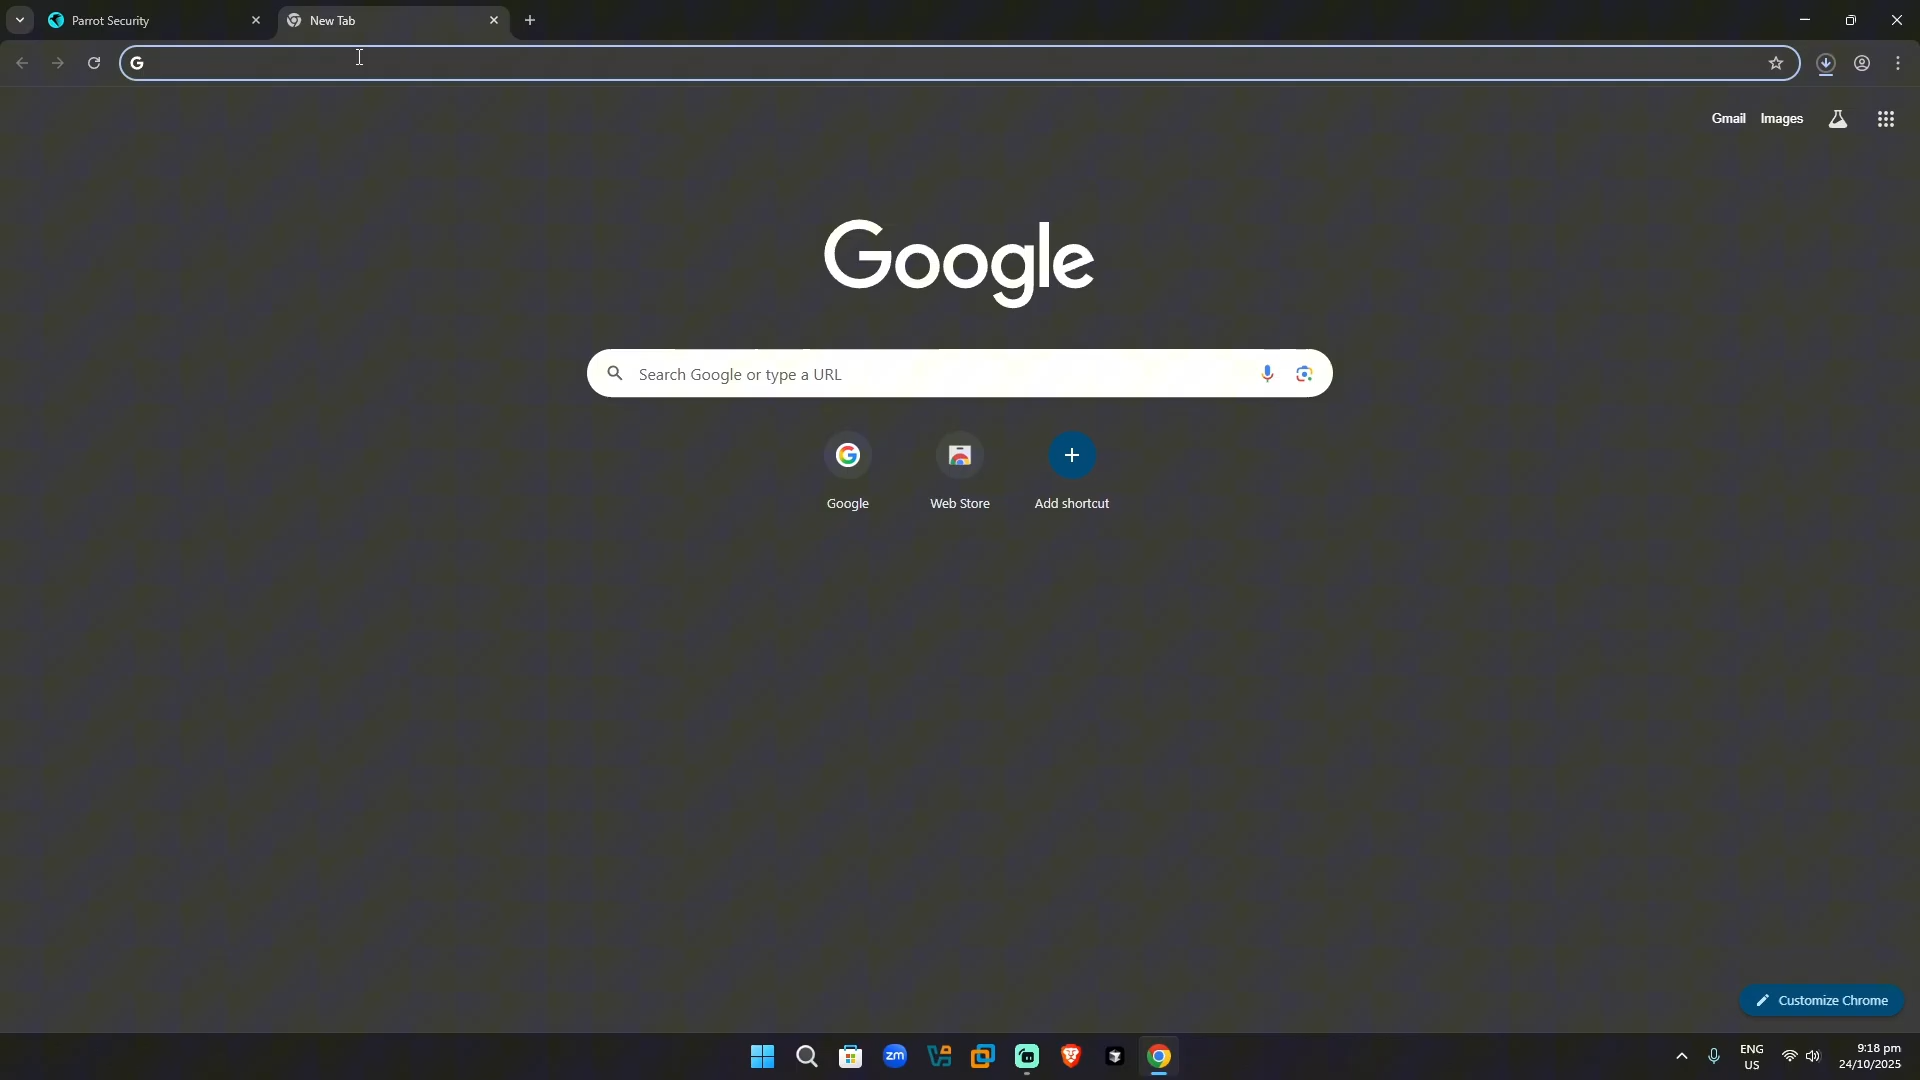 Parrot Security
New Tab
Gmail Images
Google
Search Google or type a URL
Google
Web Store
Add shortcut
Customize Chrome
zm
ENG
US
9:18 pm
24/10/2025